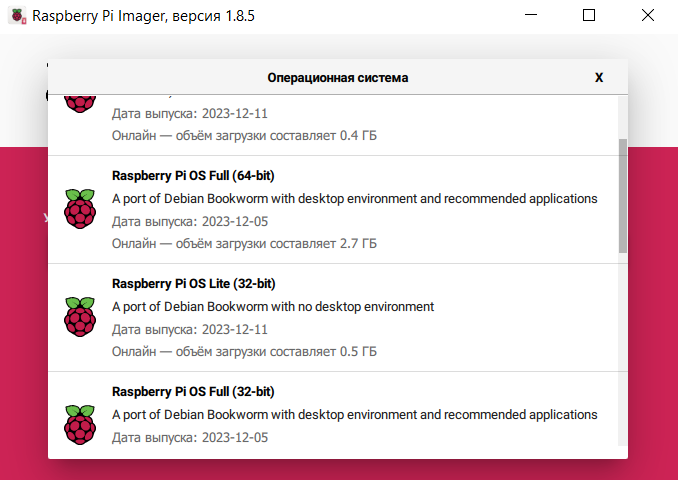 Raspberry Pi Imager, версия 1.8.5
Операционная система
X
Дата выпуска: 2023-12-11
Онлайн — объём загрузки составляет 0.4 ГБ
Raspberry Pi OS Full (64-bit)
A port of Debian Bookworm with desktop environment and recommended applications
Дата выпуска: 2023-12-05
Онлайн — объём загрузки составляет 2.7 ГБ
Raspberry Pi OS Lite (32-bit)
A port of Debian Bookworm with no desktop environment
Дата выпуска: 2023-12-11
Онлайн — объём загрузки составляет 0.5 ГБ
Raspberry Pi OS Full (32-bit)
A port of Debian Bookworm with desktop environment and recommended applications
Дата выпуска: 2023-12-05